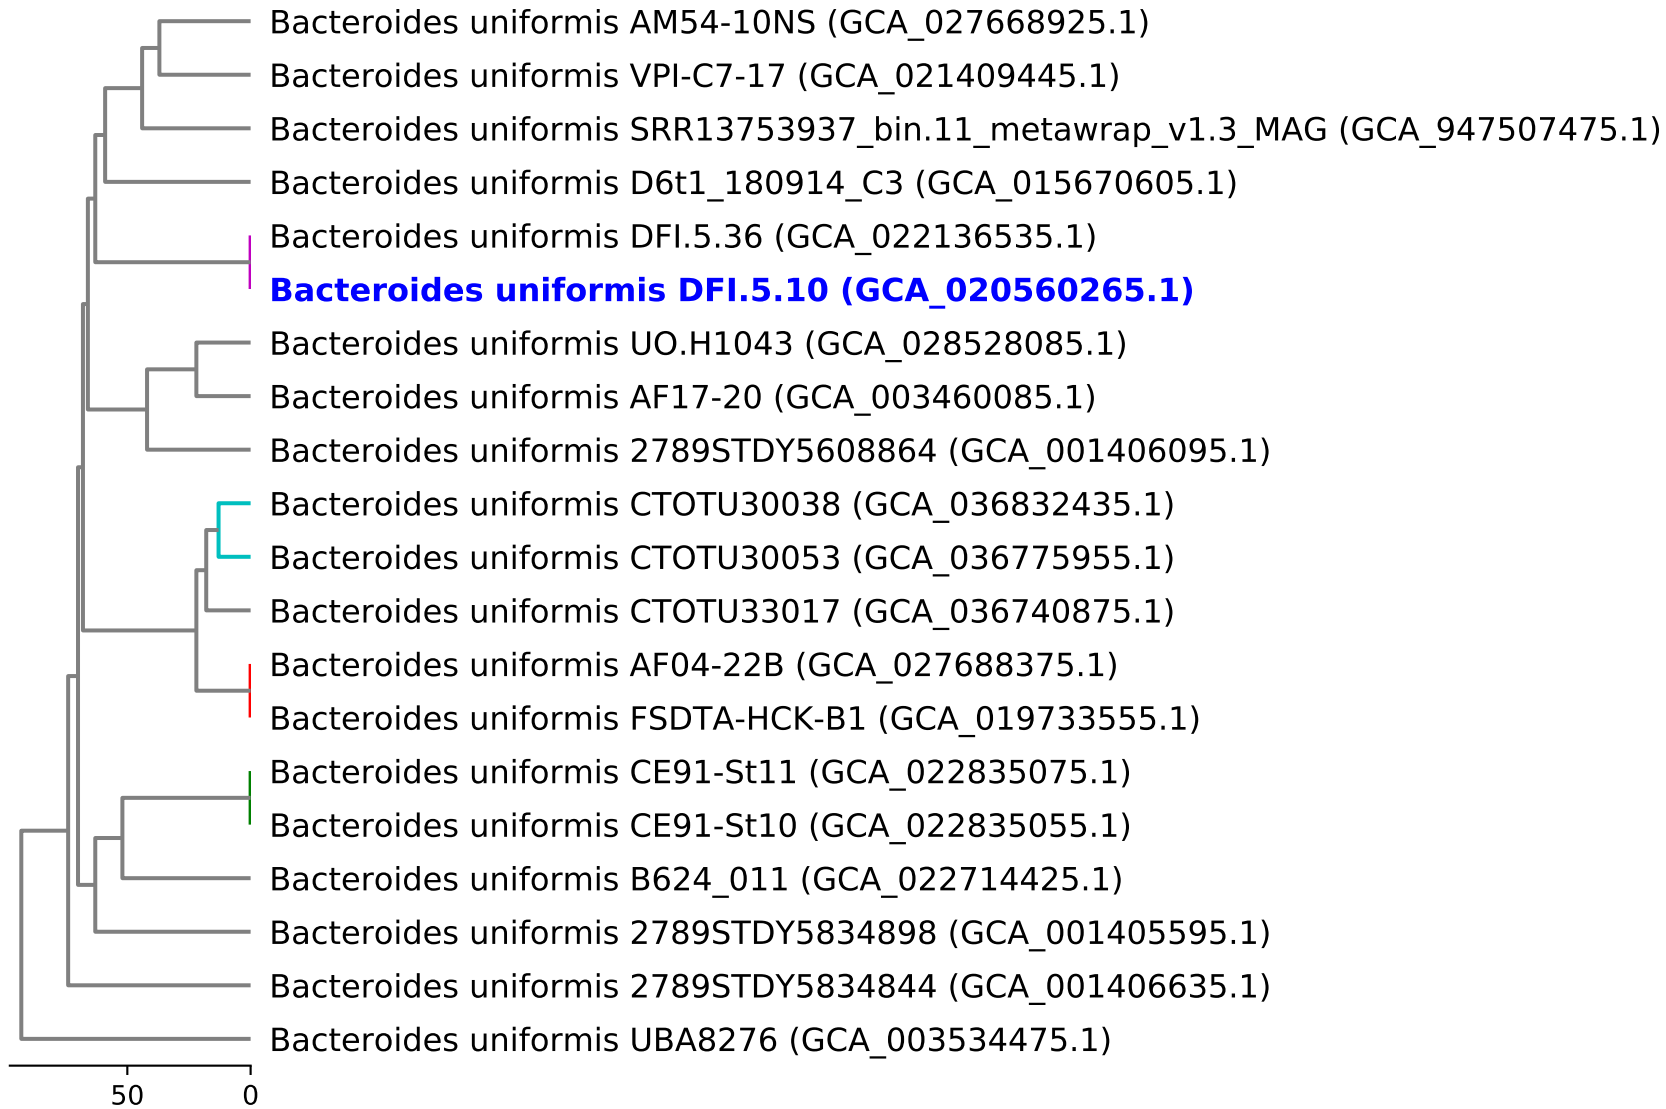 Bacteroides uniformis AM54-10NS (GCA_027668925.1)
Bacteroides uniformis VPI-C7-17 (GCA_021409445.1)
Bacteroides uniformis SRR13753937_bin.11_metawrap_v1.3_MAG (GCA_947507475.1)
Bacteroides uniformis D6t1_180914_C3 (GCA_015670605.1)
Bacteroides uniformis DFI.5.36 (GCA_022136535.1)
Bacteroides uniformis DFI.5.10 (GCA_020560265.1)
Bacteroides uniformis UO.H1043 (GCA_028528085.1)
Bacteroides uniformis AF17-20 (GCA_003460085.1)
Bacteroides uniformis 2789STDY5608864 (GCA_001406095.1)
Bacteroides uniformis CTOTU30038 (GCA_036832435.1)
Bacteroides uniformis CTOTU30053 (GCA_036775955.1)
Bacteroides uniformis CTOTU33017 (GCA_036740875.1)
Bacteroides uniformis AF04-22B (GCA_027688375.1)
Bacteroides uniformis FSDTA-HCK-B1 (GCA_019733555.1)
Bacteroides uniformis CE91-St11 (GCA_022835075.1)
Bacteroides uniformis CE91-St10 (GCA_022835055.1)
Bacteroides uniformis B624_011 (GCA_022714425.1)
Bacteroides uniformis 2789STDY5834898 (GCA_001405595.1)
Bacteroides uniformis 2789STDY5834844 (GCA_001406635.1)
Bacteroides uniformis UBA8276 (GCA_003534475.1)
50 0